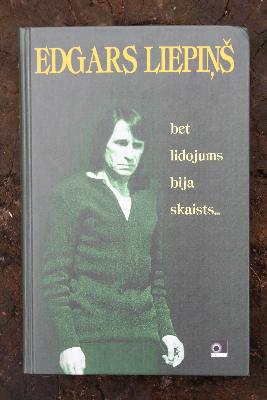 EDGARS LIEPIŅŠ
bet
lidojums
bija
skaists...